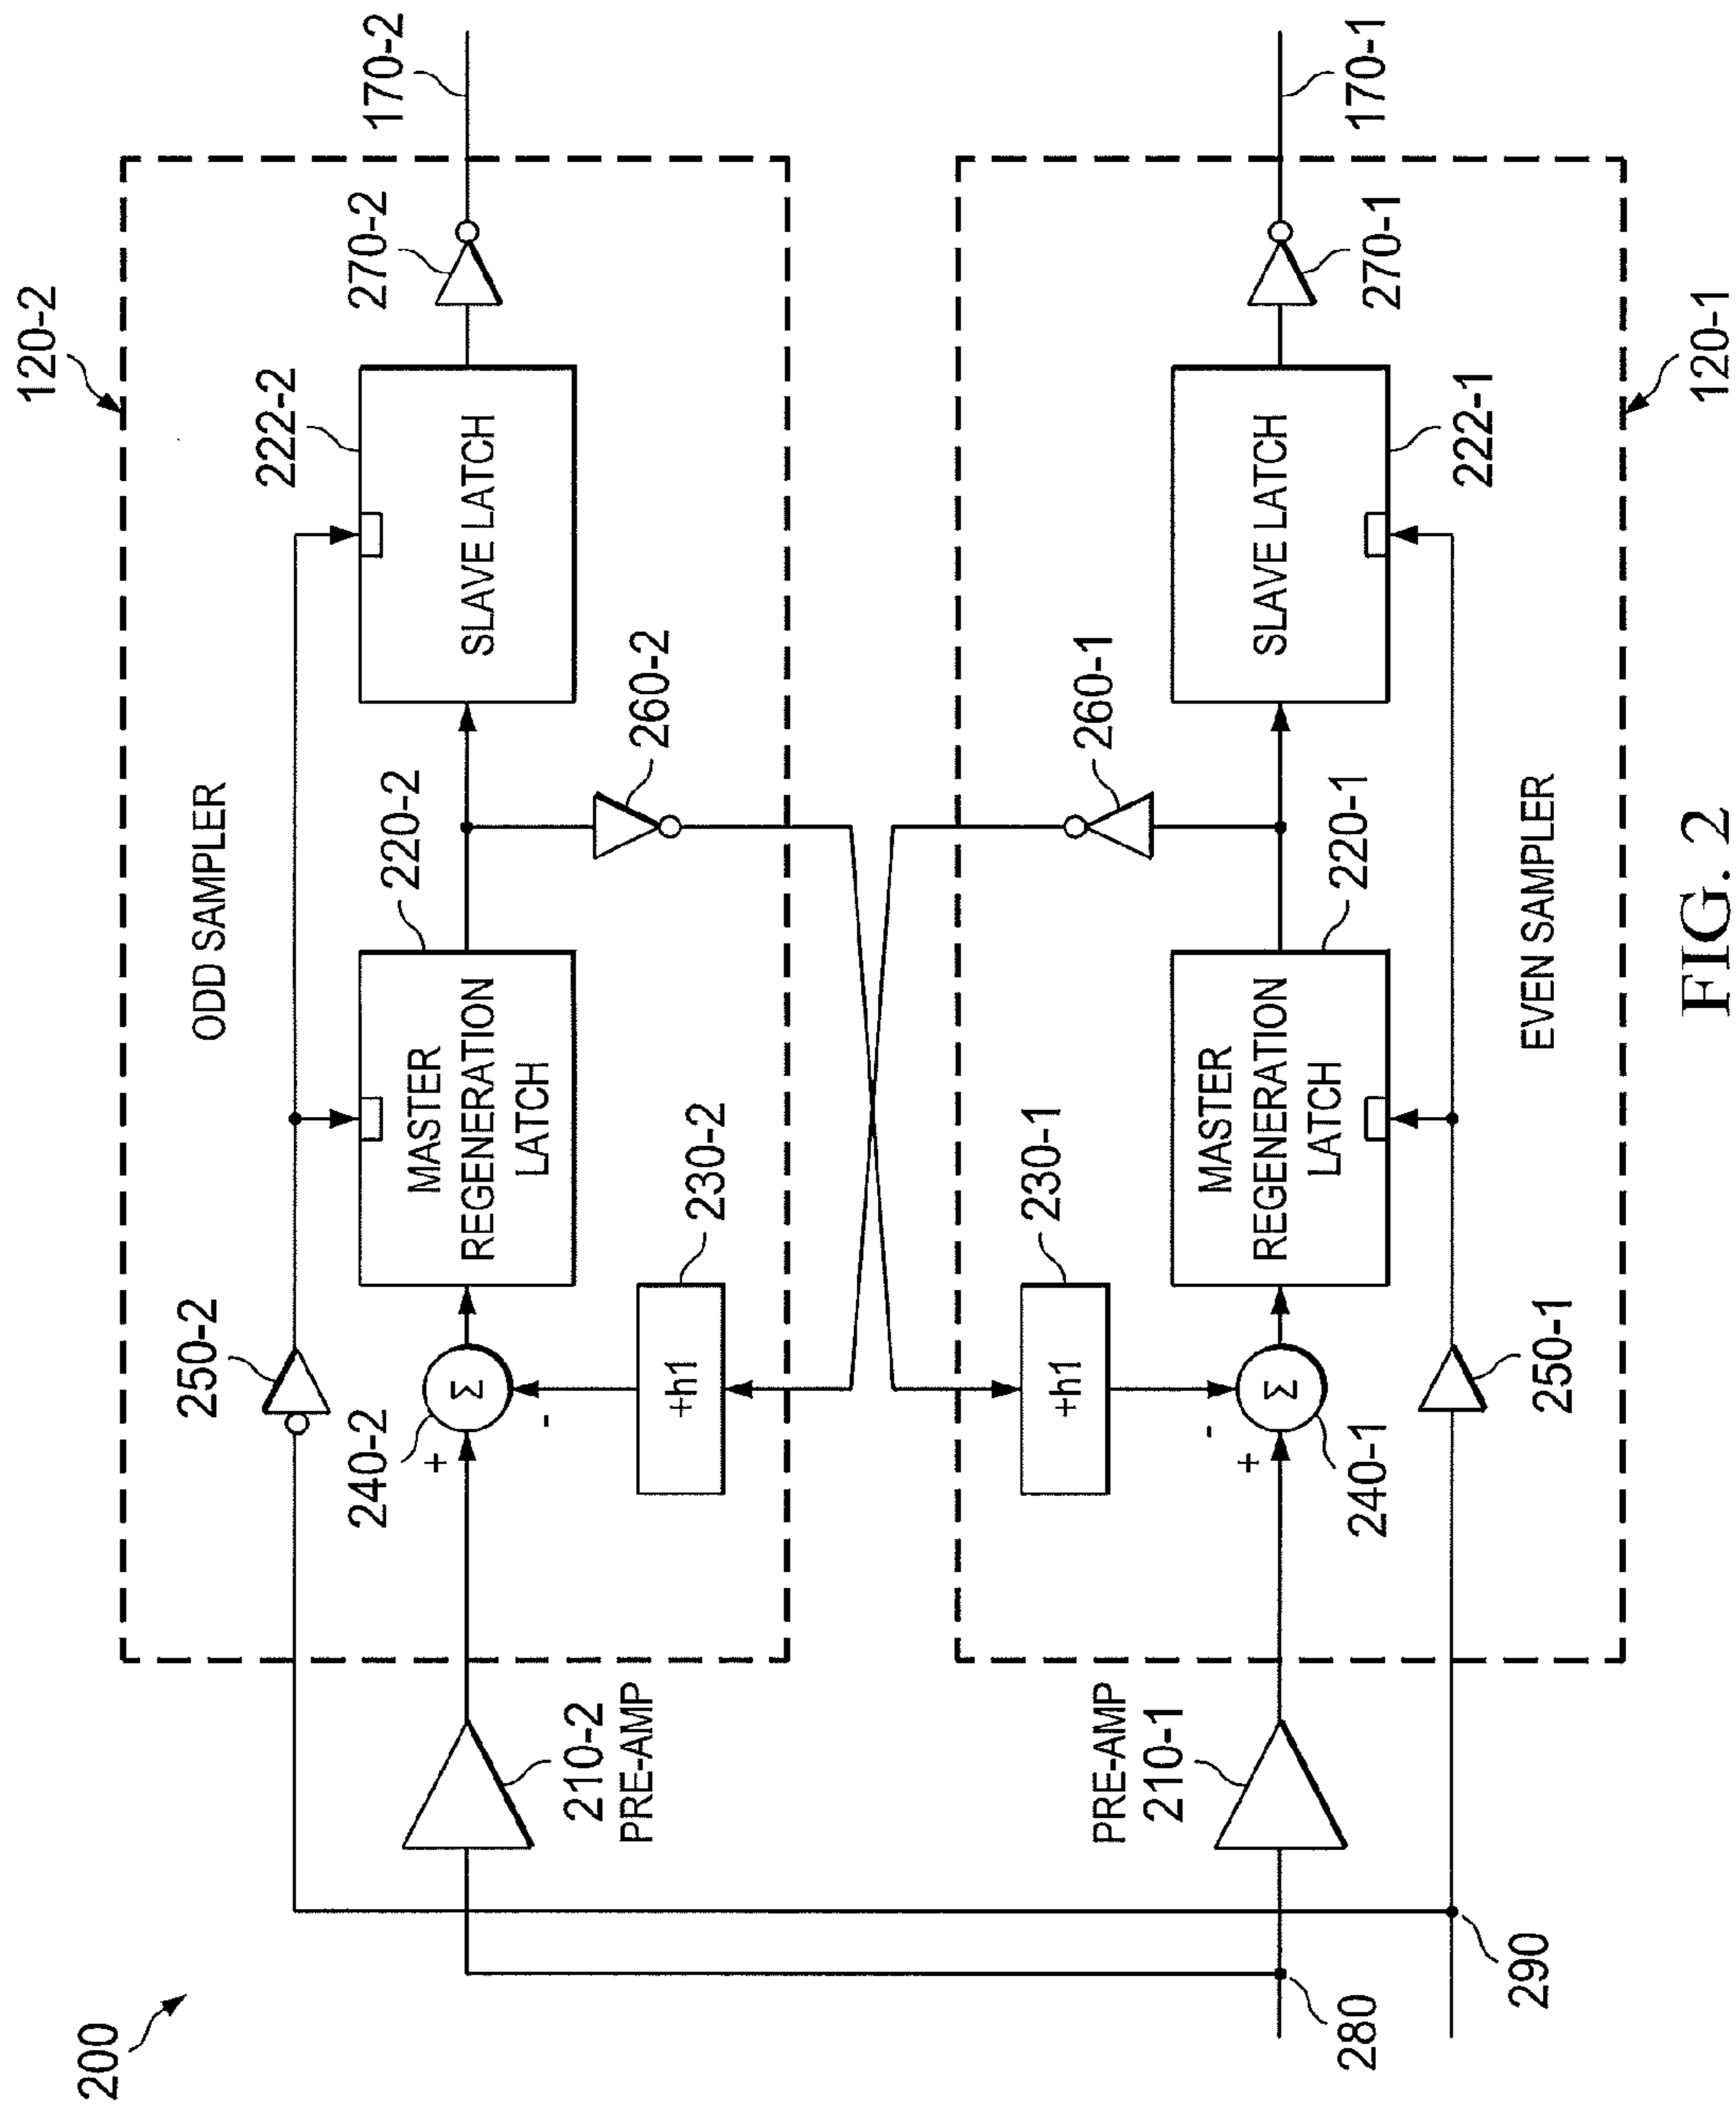 200
120-2
ODD SAMPLER
250-2
220-2
222-2
270-2
170-2
240-2
+
-
Σ
MASTER
REGENERATION
LATCH
SLAVE LATCH
210-2
PRE-AMP
+h1
230-2
260-2
PRE-AMP
210-1
+h1
230-1
260-1
-
+
Σ
240-1
MASTER
REGENERATION
LATCH
220-1
SLAVE LATCH
222-1
270-1
170-1
280
290
250-1
EVEN SAMPLER
120-1
FIG. 2